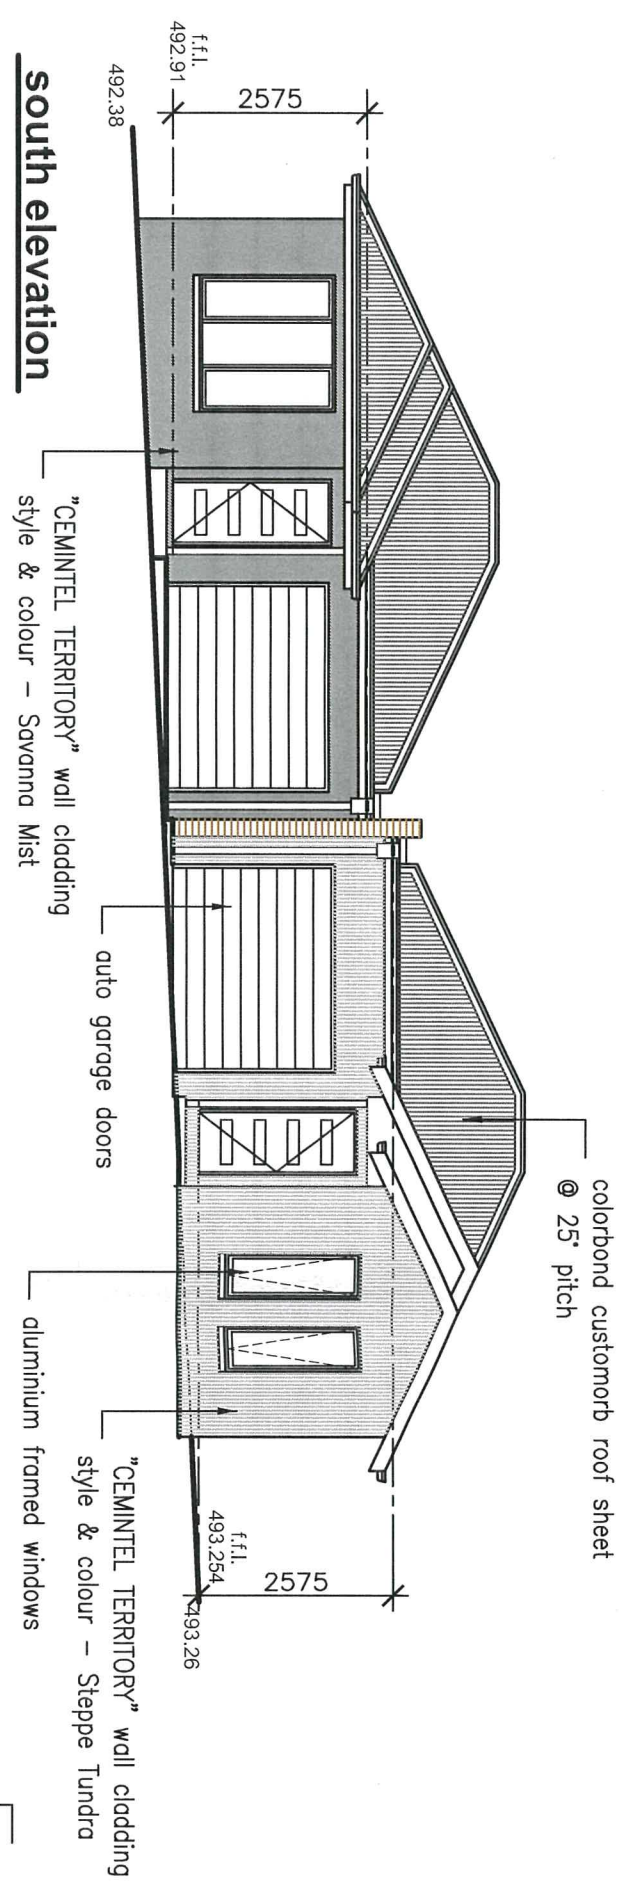 colorbond customorb roof sheet
@ 25° pitch
2575
f.f.l.
492.91
492.38
2575
f.f.l.
493.254
493.26
"CEMINTEL TERRITORY" wall cladding
style & colour – Savanna Mist
auto garage doors
aluminium framed windows
"CEMINTEL TERRITORY" wall cladding
style & colour – Steppe Tundra
south elevation